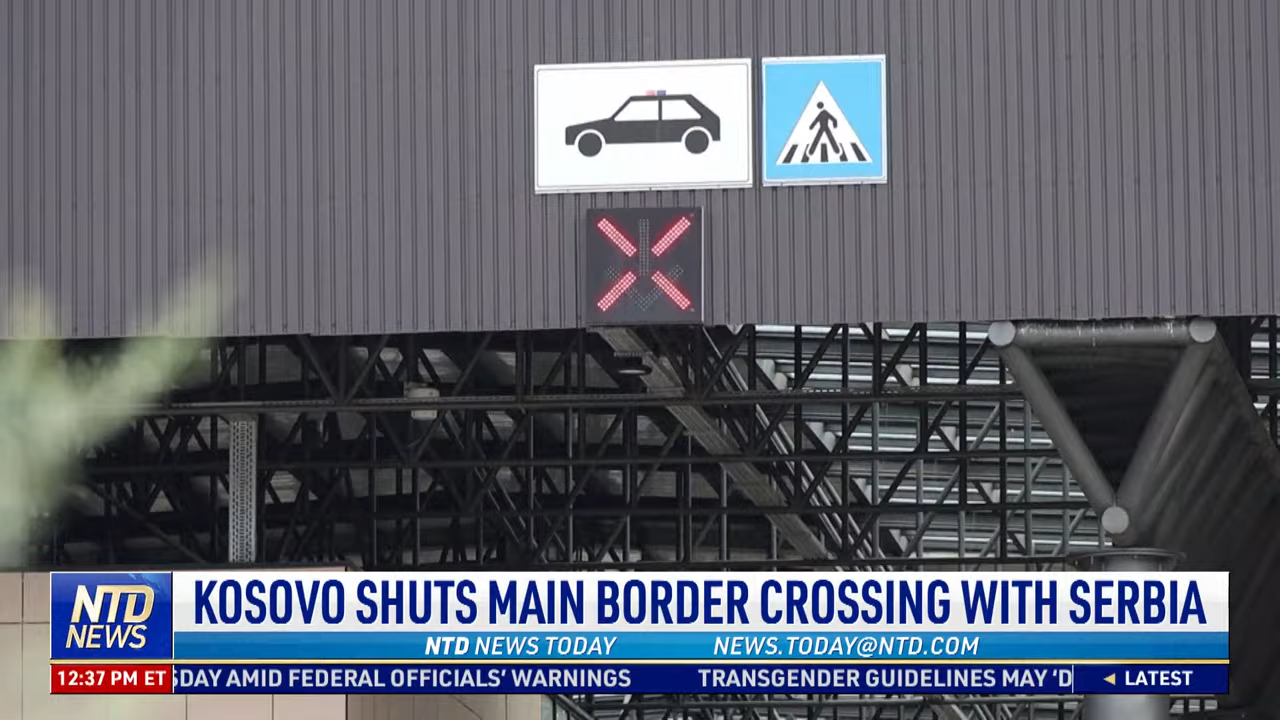 KOSOVO SHUTS MAIN BORDER CROSSING WITH SERBIA
NTD
NEWS
NTD NEWS TODAY NEWS.TODAY@NTD.COM
12:37 PM ET
AMID FEDERAL OFFICIALS' WARNINGS TRANSGENDER GUIDELINES MAY
◄ LATEST